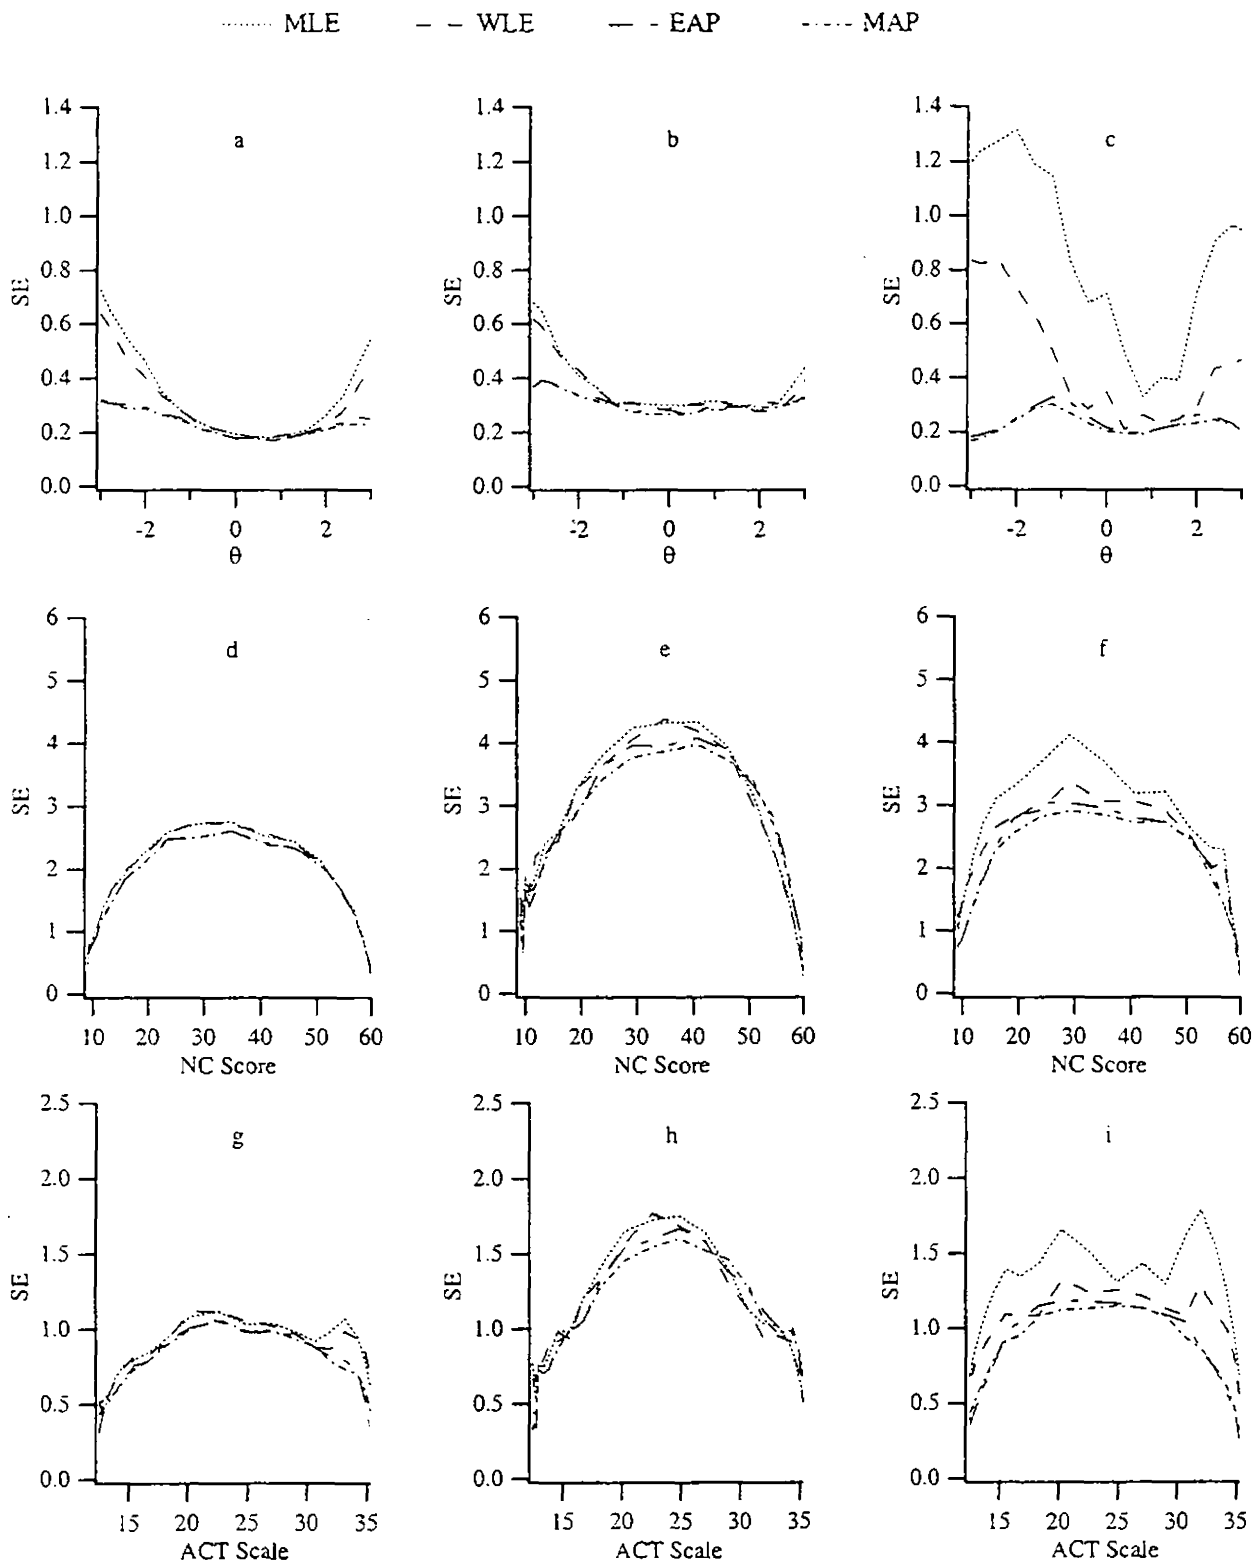 MLE WLE EAP MAP
a b c
1.4 1.4 1.4
1.2 1.2 1.2
1.0 1.0 1.0
0.8 0.8 0.8
0.6 0.6 0.6
0.4 0.4 0.4
0.2 0.2 0.2
0.0 0.0 0.0
SE SE SE
-2 0 2 -2 0 2 -2 0 2
θ θ θ
d e f
6 6 6
5 5 5
4 4 4
3 3 3
2 2 2
1 1 1
0 0 0
SE SE SE
10 20 30 40 50 60 10 20 30 40 50 60 10 20 30 40 50 60
NC Score NC Score NC Score
g h i
2.5 2.5 2.5
2.0 2.0 2.0
1.5 1.5 1.5
1.0 1.0 1.0
0.5 0.5 0.5
0.0 0.0 0.0
SE SE SE
15 20 25 30 35 15 20 25 30 35 15 20 25 30 35
ACT Scale ACT Scale ACT Scale